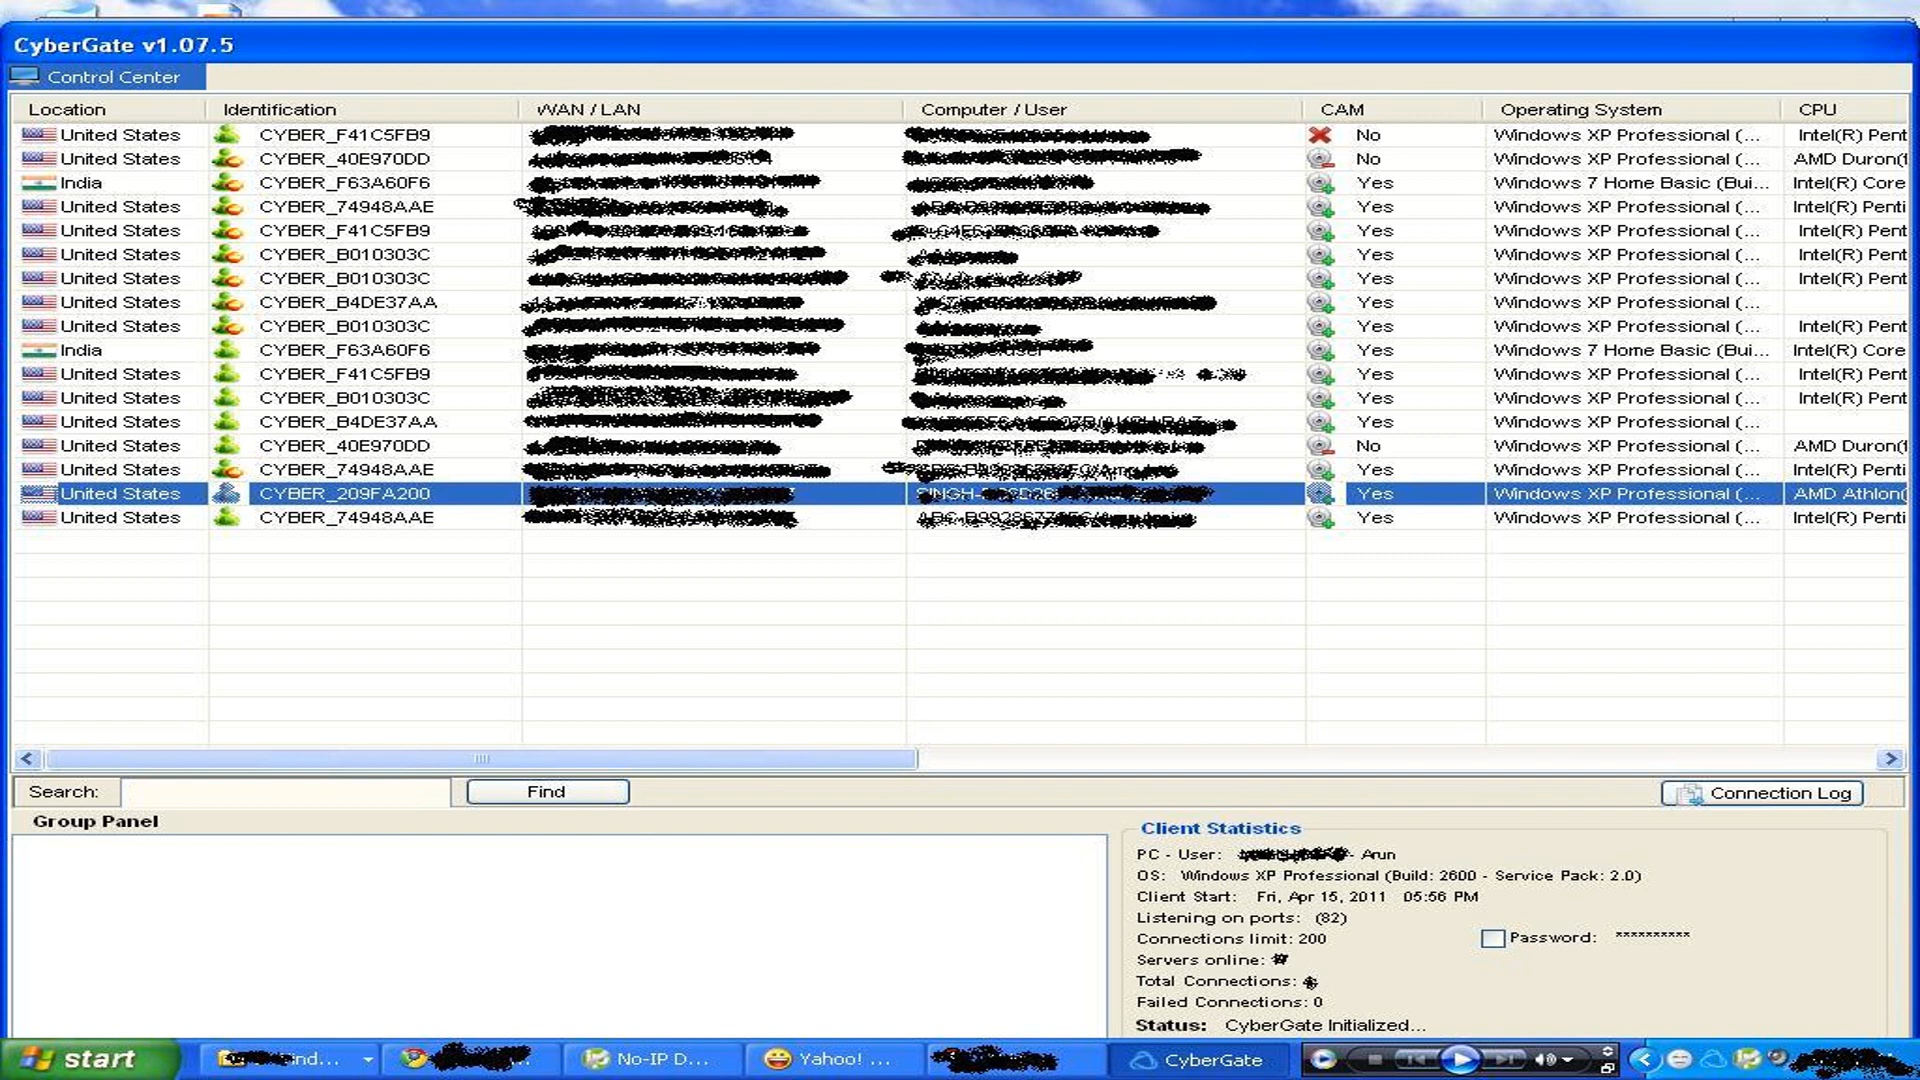 CyberGate v1.07.5
Control Center
Location Identification WAN / LAN Computer / User CAM Operating System CPU
United States CYBER_F41C5FB9 No Windows XP Professional (... Intel(R) Pent
United States CYBER_40E970DD No Windows XP Professional (... AMD Duron(t
India CYBER_F63A60F6 Yes Windows 7 Home Basic (Bui... Intel(R) Core
United States CYBER_74948AAE Yes Windows XP Professional (... Intel(R) Penti
United States CYBER_F41C5FB9 Yes Windows XP Professional (... Intel(R) Pent
United States CYBER_B010303C Yes Windows XP Professional (... Intel(R) Pent
United States CYBER_B010303C Yes Windows XP Professional (... Intel(R) Pent
United States CYBER_B4DE37AA Yes Windows XP Professional (...
United States CYBER_B010303C Yes Windows XP Professional (... Intel(R) Pent
India CYBER_F63A60F6 Yes Windows 7 Home Basic (Bui... Intel(R) Core
United States CYBER_F41C5FB9 Yes Windows XP Professional (... Intel(R) Pent
United States CYBER_B010303C Yes Windows XP Professional (... Intel(R) Pent
United States CYBER_B4DE37AA Yes Windows XP Professional (...
United States CYBER_40E970DD No Windows XP Professional (... AMD Duron(t
United States CYBER_74948AAE Yes Windows XP Professional (... Intel(R) Penti
United States CYBER_209FA200 Yes Windows XP Professional (... AMD Athlon(
United States CYBER_74948AAE Yes Windows XP Professional (... Intel(R) Penti
Search: Find Connection Log
Group Panel
Client Statistics
PC - User: - Arun
OS: Windows XP Professional (Build: 2600 - Service Pack: 2.0)
Client Start: Fri, Apr 15, 2011 05:56 PM
Listening on ports: (82)
Connections limit: 200 Password: **********
Servers online:
Total Connections:
Failed Connections: 0
Status: CyberGate Initialized...
start nd... No-IP D... Yahoo! ... CyberGate